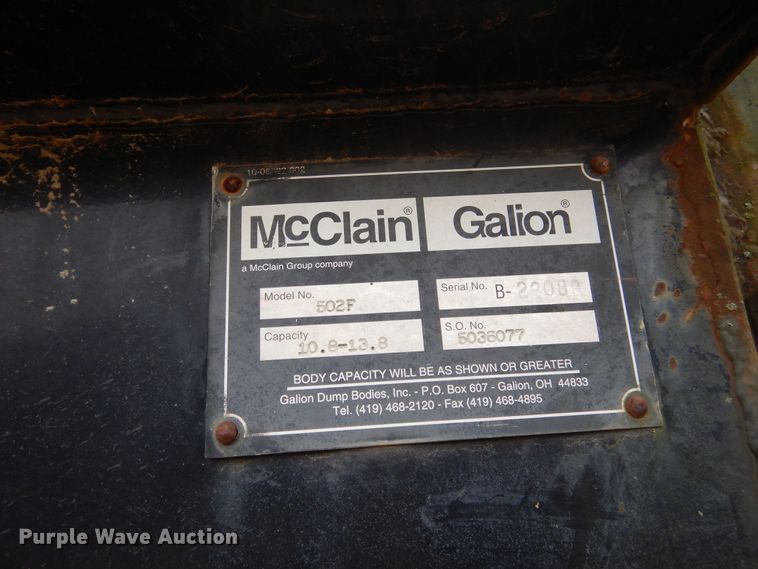 McClain® Galion®
a McClain Group company
Model No. 502F
Serial No. B-
Capacity 10.8-13.8
S.O. No. 5036077
BODY CAPACITY WILL BE AS SHOWN OR GREATER
Galion Dump Bodies, Inc. - P.O. Box 607 - Galion, OH 44833
Tel. (419) 468-2120 - Fax (419) 468-4895
Purple Wave Auction